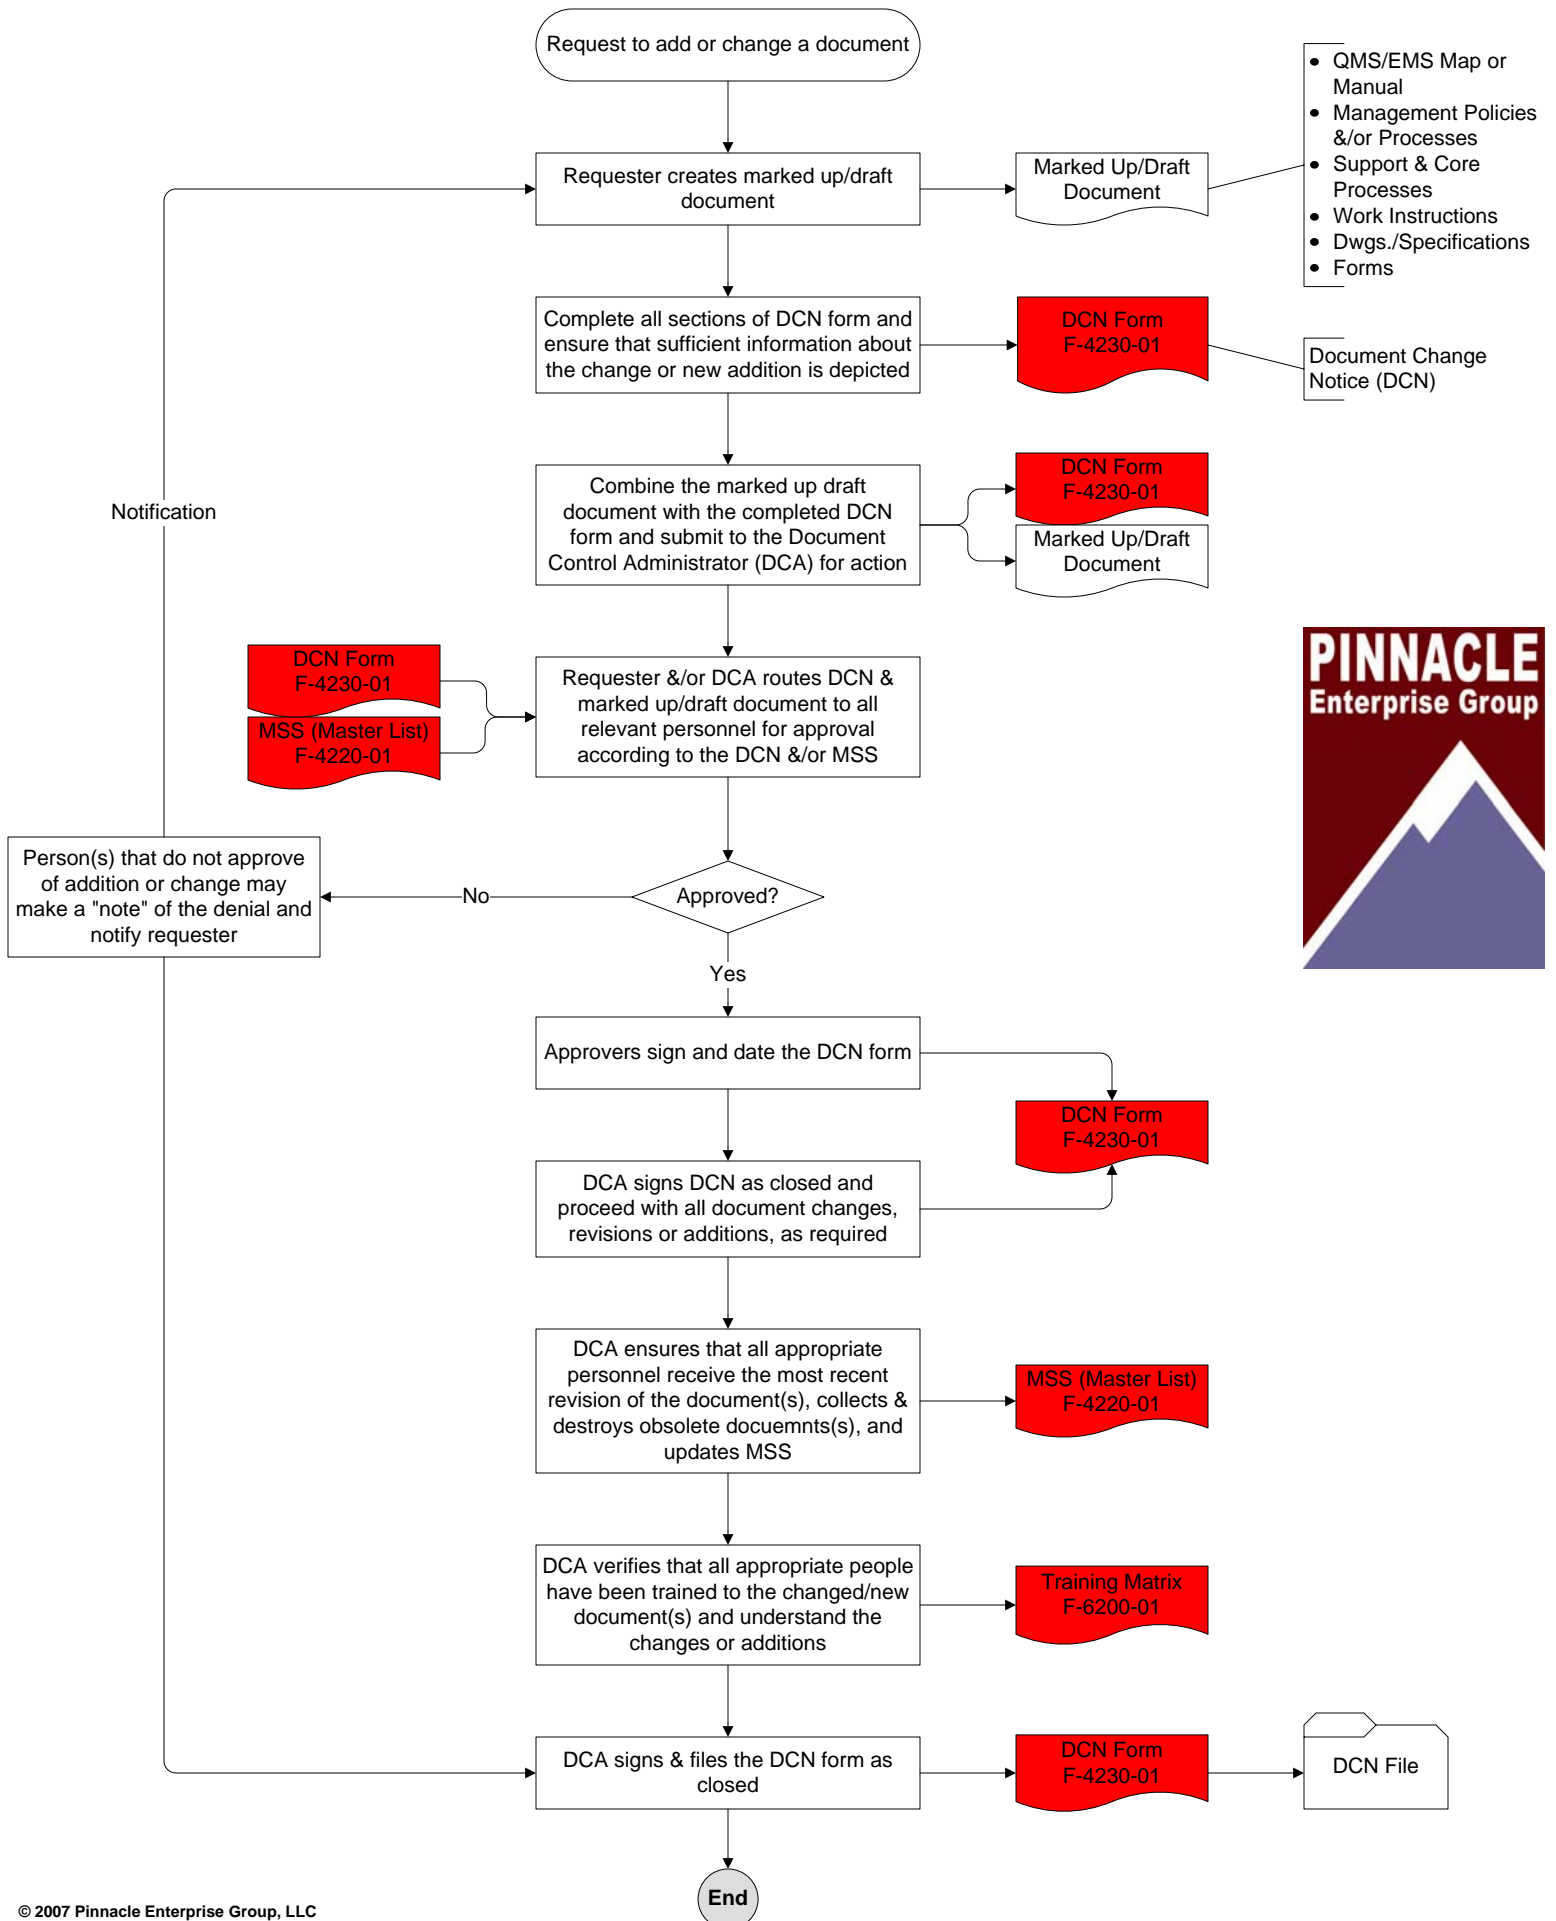 Request to add or change a document
• QMS/EMS Map or
Manual
• Management Policies
&/or Processes
• Support & Core
Processes
• Work Instructions
• Dwgs./Specifications
• Forms
Requester creates marked up/draft
document
Marked Up/Draft
Document
Complete all sections of DCN form and
ensure that sufficient information about
the change or new addition is depicted
DCN Form
F-4230-01
Document Change
Notice (DCN)
Combine the marked up draft
document with the completed DCN
form and submit to the Document
Control Administrator (DCA) for action
DCN Form
F-4230-01
Marked Up/Draft
Document
Notification
PINNACLE
Enterprise Group
DCN Form
F-4230-01
MSS (Master List)
F-4220-01
Requester &/or DCA routes DCN &
marked up/draft document to all
relevant personnel for approval
according to the DCN &/or MSS
Person(s) that do not approve
of addition or change may
make a "note" of the denial and
notify requester
No
Approved?
Yes
Approvers sign and date the DCN form
DCN Form
F-4230-01
DCA signs DCN as closed and
proceed with all document changes,
revisions or additions, as required
DCA ensures that all appropriate
personnel receive the most recent
revision of the document(s), collects &
destroys obsolete docuemnts(s), and
updates MSS
MSS (Master List)
F-4220-01
DCA verifies that all appropriate people
have been trained to the changed/new
document(s) and understand the
changes or additions
Training Matrix
F-6200-01
DCA signs & files the DCN form as
closed
DCN Form
F-4230-01
DCN File
End
© 2007 Pinnacle Enterprise Group, LLC